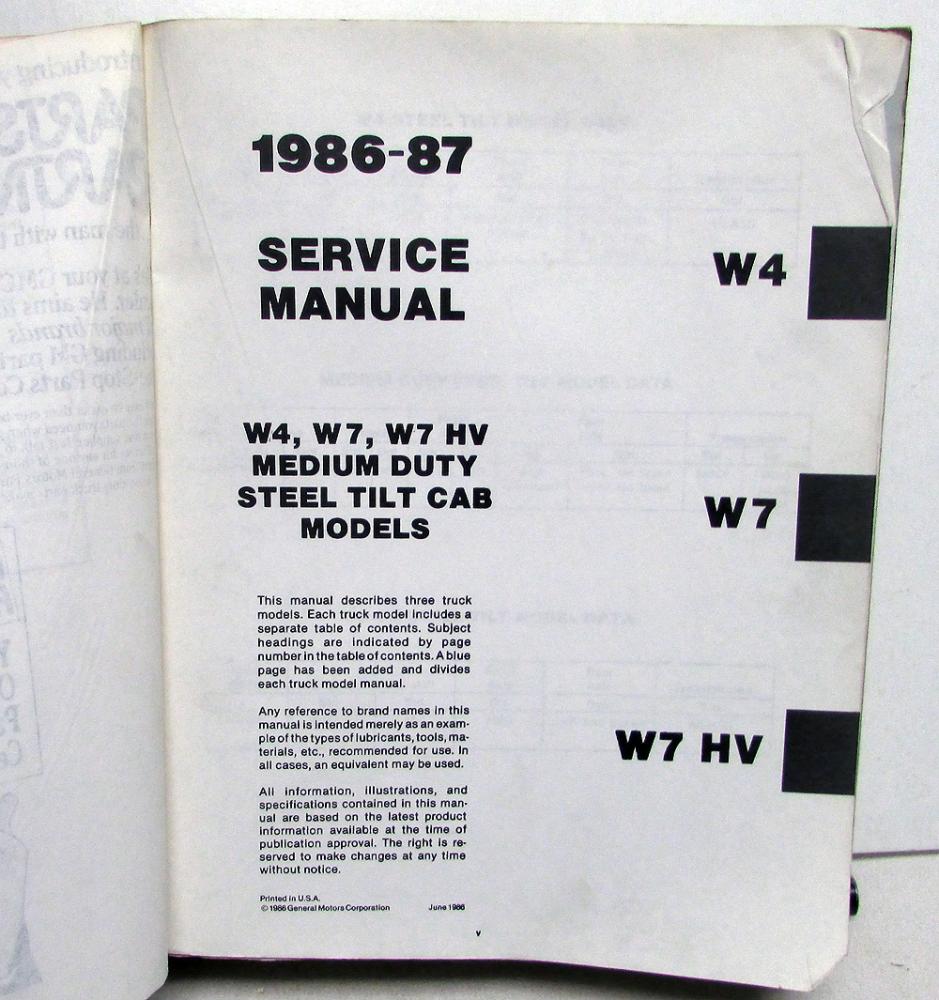 1986-87
SERVICE
MANUAL
W4, W7, W7 HV
MEDIUM DUTY
STEEL TILT CAB
MODELS
This manual describes three truck
models. Each truck model includes a
separate table of contents. Subject
headings are indicated by page
number in the table of contents. A blue
page has been added and divides
each truck model manual.
Any reference to brand names in this
manual is intended merely as an exam-
ple of the types of lubricants, tools, ma-
terials, etc., recommended for use. In
all cases, an equivalent may be used.
All information, illustrations, and
specifications contained in this man-
ual are based on the latest product
information available at the time of
publication approval. The right is re-
served to make changes at any time
without notice.
Printed in U.S.A.
© 1986 General Motors Corporation June 1986
v
W4
W7
W7 HV